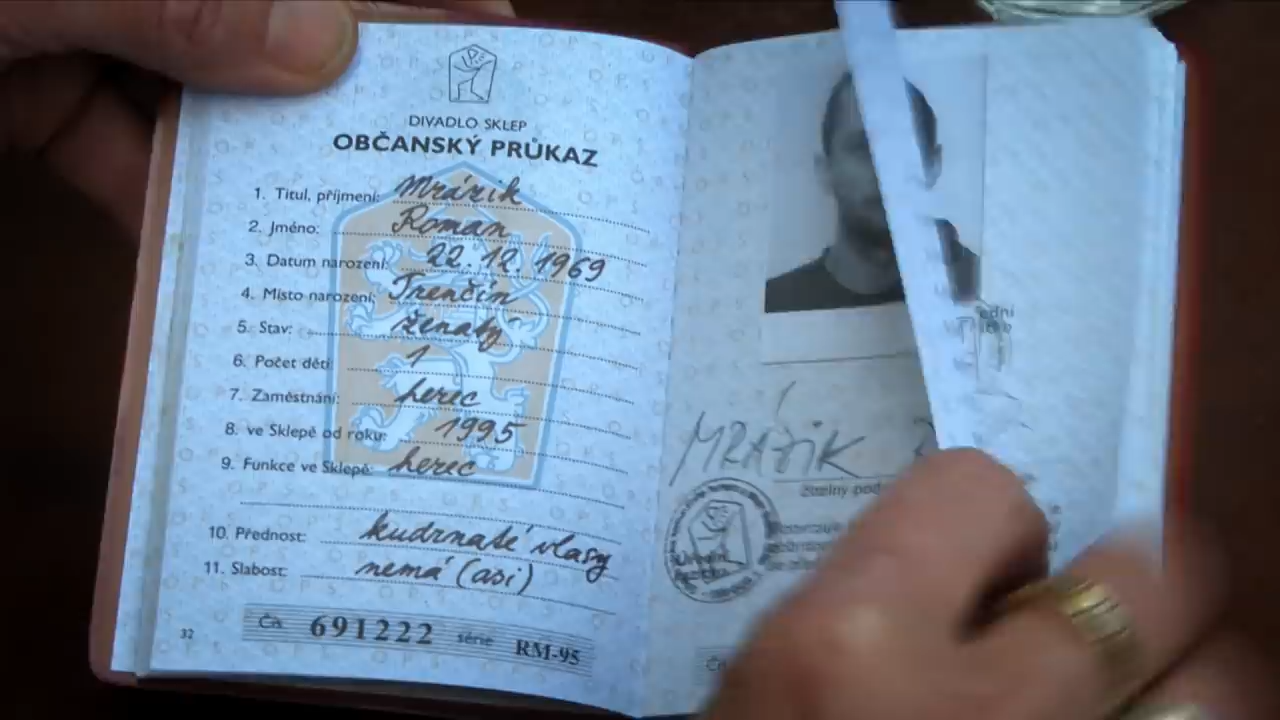 DIVADLO SKLEP
OBČANSKÝ PRŮKAZ
1. Titul, příjmení: Mrázik
2. Jméno: Roman
3. Datum narození: 22.12.1969
4. Místo narození: Trenčín
5. Stav: ženatý
6. Počet dětí: 1
7. Zaměstnání: herec
8. ve Sklepě od roku: 1995
9. Funkce ve Sklepě: herec
10. Přednost: kudrnaté vlasy
11. Slabost: nemá (asi)
32
Čís. 691222 série RM-95
MRÁZIK